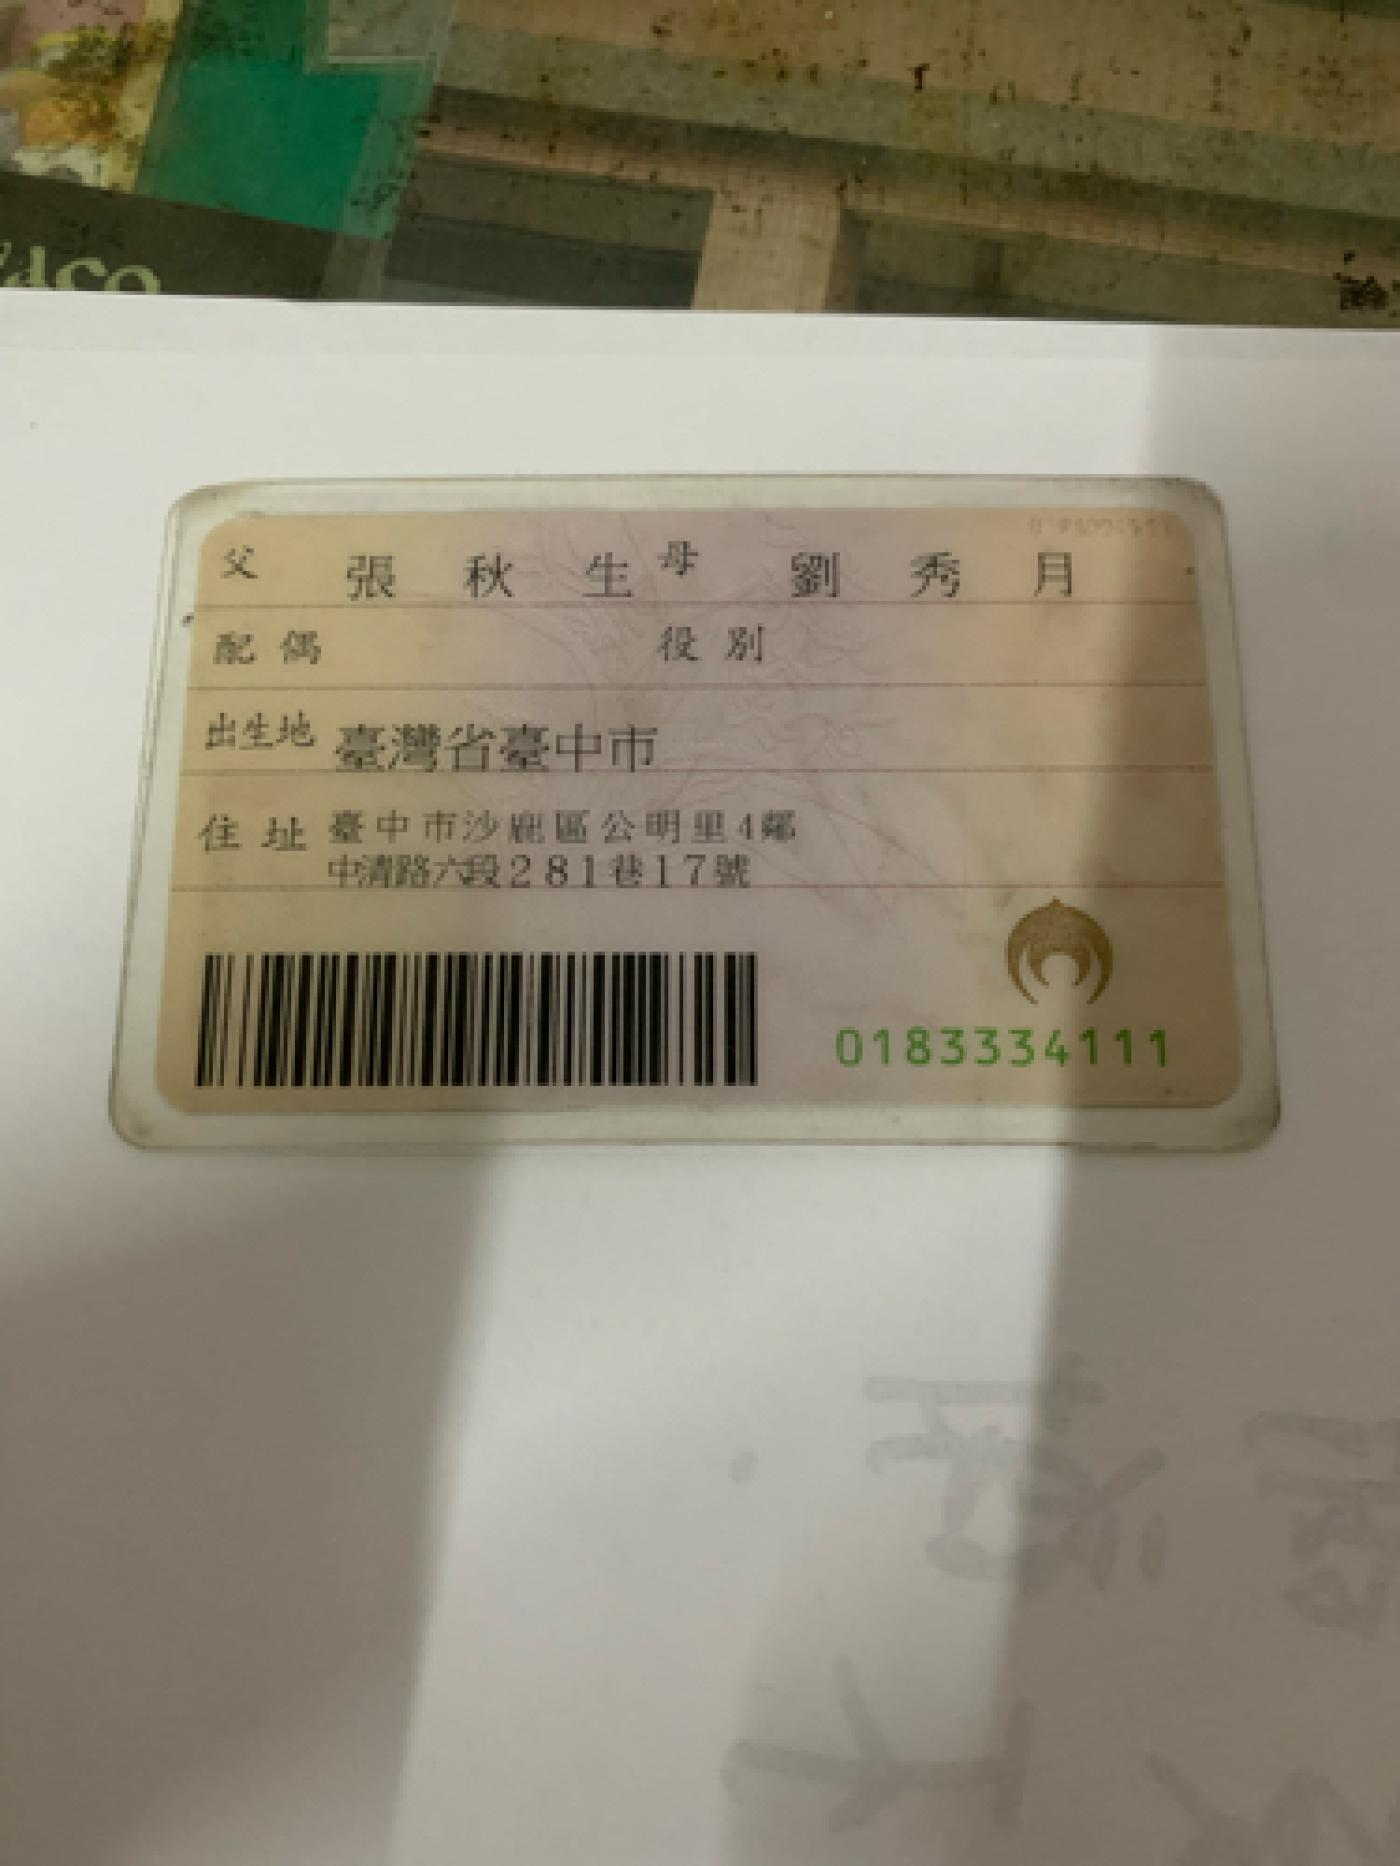 父 張秋生 母 劉秀月
配偶 役別
出生地 臺灣省臺中市
住址 臺中市沙鹿區公明里4鄰
中清路六段281巷17號
0183334111